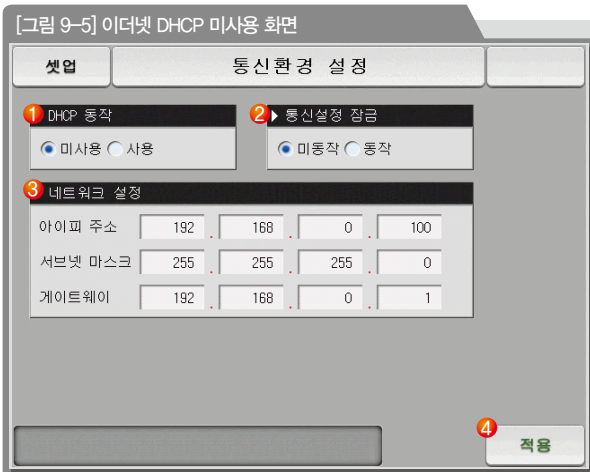 [그림 9-5] 이더넷 DHCP 미사용 화면
셋업 통신환경 설정
1 DHCP 동작 2 통신설정 잠금
미사용 사용 미동작 동작
3 네트워크 설정
아이피 주소 192 . 168 . 0 . 100
서브넷 마스크 255 . 255 . 255 . 0
게이트웨이 192 . 168 . 0 . 1
4 적용